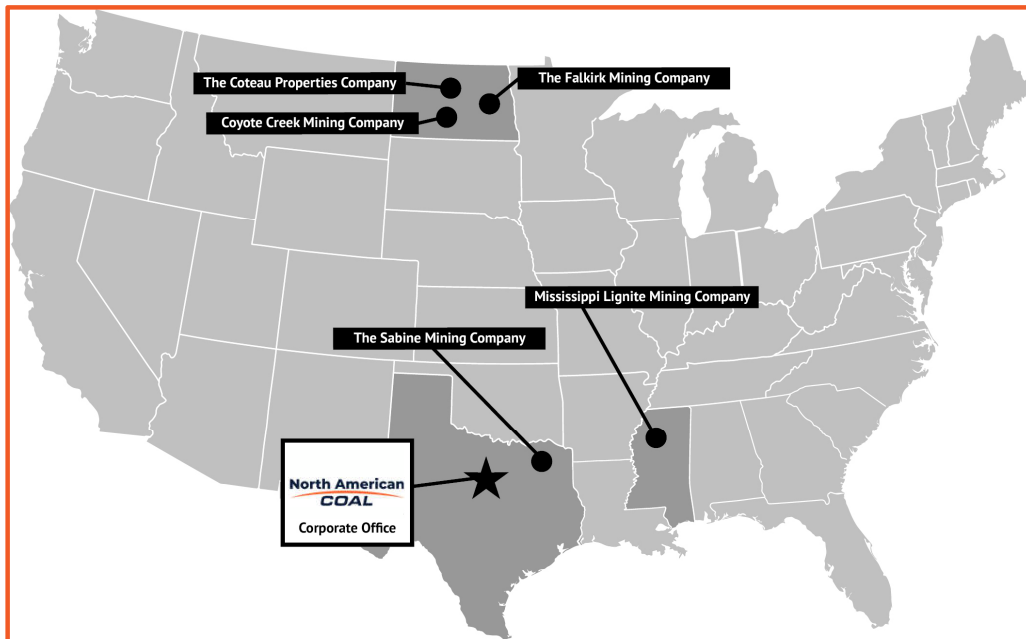 The Coteau Properties Company
The Falkirk Mining Company
Coyote Creek Mining Company
Mississippi Lignite Mining Company
The Sabine Mining Company
North American
COAL
Corporate Office